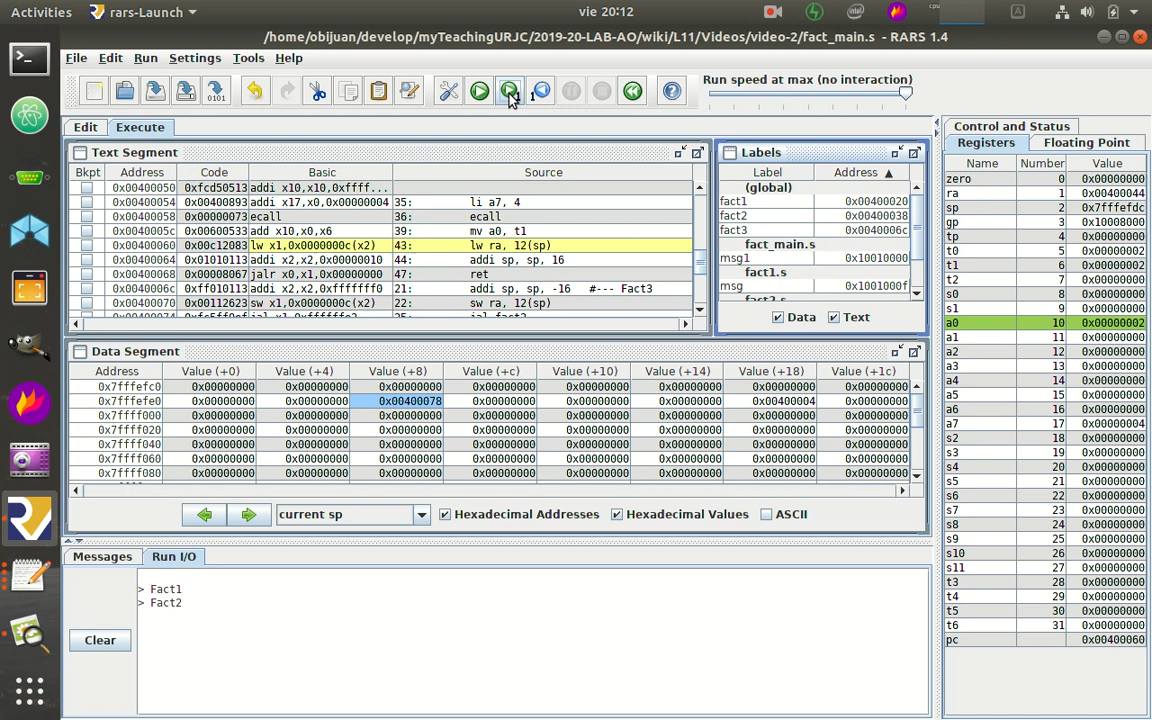 Activities rars-Launch vie 20:12 cpu intel A
/home/obijuan/develop/myTeachingURJC/2019-20-LAB-AO/wiki/L11/Videos/video-2/fact_main.s - RARS 1.4
File Edit Run Settings Tools Help
Run speed at max (no interaction)
Edit Execute
Text Segment
Bkpt Address Code Basic Source
0x00400050 0xfcd50513 addi x10,x10,0xffff...
0x00400054 0x00400893 addi x17,x0,0x00000004 35: li a7, 4
0x00400058 0x00000073 ecall 36: ecall
0x0040005c 0x00600533 add x10,x0,x6 39: mv a0, t1
0x00400060 0x00c12083 lw x1,0x0000000c(x2) 43: lw ra, 12(sp)
0x00400064 0x01010113 addi x2,x2,0x00000010 44: addi sp, sp, 16
0x00400068 0x00008067 jalr x0,x1,0x00000000 47: ret
0x0040006c 0xff010113 addi x2,x2,0xfffffff0 21: addi sp, sp, -16 #--- Fact3
0x00400070 0x00112623 sw x1,0x0000000c(x2) 22: sw ra, 12(sp)
Labels
Label Address ▲
(global)
fact1 0x00400020
fact2 0x00400038
fact3 0x0040006c
fact_main.s
msg1 0x10010000
fact1.s
msg 0x1001000f
Data Text
Data Segment
Address Value (+0) Value (+4) Value (+8) Value (+c) Value (+10) Value (+14) Value (+18) Value (+1c)
0x7fffefc0 0x00000000 0x00000000 0x00000000 0x00000000 0x00000000 0x00000000 0x00000000 0x00000000
0x7fffefe0 0x00000000 0x00000000 0x00400078 0x00000000 0x00000000 0x00000000 0x00400004 0x00000000
0x7ffff000 0x00000000 0x00000000 0x00000000 0x00000000 0x00000000 0x00000000 0x00000000 0x00000000
0x7ffff020 0x00000000 0x00000000 0x00000000 0x00000000 0x00000000 0x00000000 0x00000000 0x00000000
0x7ffff040 0x00000000 0x00000000 0x00000000 0x00000000 0x00000000 0x00000000 0x00000000 0x00000000
0x7ffff060 0x00000000 0x00000000 0x00000000 0x00000000 0x00000000 0x00000000 0x00000000 0x00000000
0x7ffff080 0x00000000 0x00000000 0x00000000 0x00000000 0x00000000 0x00000000 0x00000000 0x00000000
current sp Hexadecimal Addresses Hexadecimal Values ASCII
Messages Run I/O
> Fact1
> Fact2
Clear
Control and Status
Registers Floating Point
Name Number Value
zero 0 0x00000000
ra 1 0x00400044
sp 2 0x7fffefdc
gp 3 0x10008000
tp 4 0x00000000
t0 5 0x00000002
t1 6 0x00000002
t2 7 0x00000000
s0 8 0x00000000
s1 9 0x00000000
a0 10 0x00000002
a1 11 0x00000000
a2 12 0x00000000
a3 13 0x00000000
a4 14 0x00000000
a5 15 0x00000000
a6 16 0x00000000
a7 17 0x00000004
s2 18 0x00000000
s3 19 0x00000000
s4 20 0x00000000
s5 21 0x00000000
s6 22 0x00000000
s7 23 0x00000000
s8 24 0x00000000
s9 25 0x00000000
s10 26 0x00000000
s11 27 0x00000000
t3 28 0x00000000
t4 29 0x00000000
t5 30 0x00000000
t6 31 0x00000000
pc 0x00400060